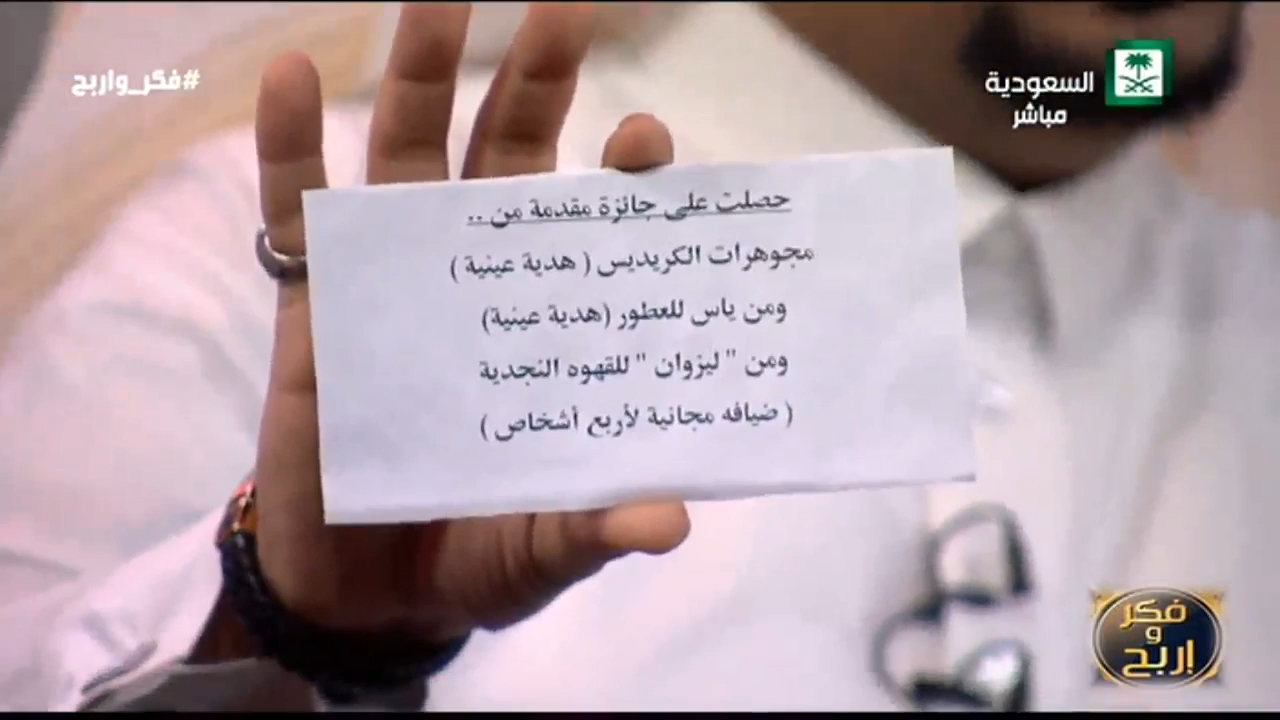 #فكر_واربح
السعودية
مباشر
حصلت على جائزة مقدمة من ..
مجوهرات الكريديس ( هدية عينية )
ومن ياس للعطور (هدية عينية)
ومن " ليزوان " للقهوه النجدية
( ضيافه مجانية لأربع أشخاص )
فكر
و
إربح